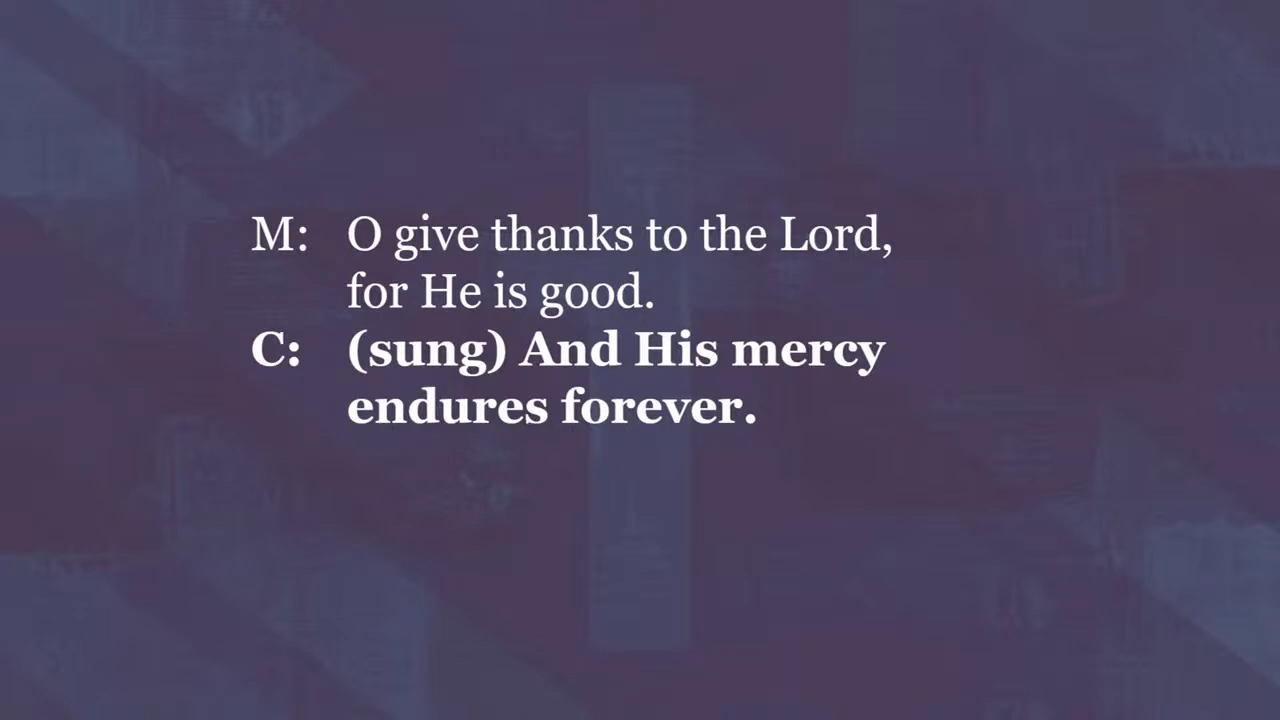 M: O give thanks to the Lord,
for He is good.
C: (sung) And His mercy
endures forever.